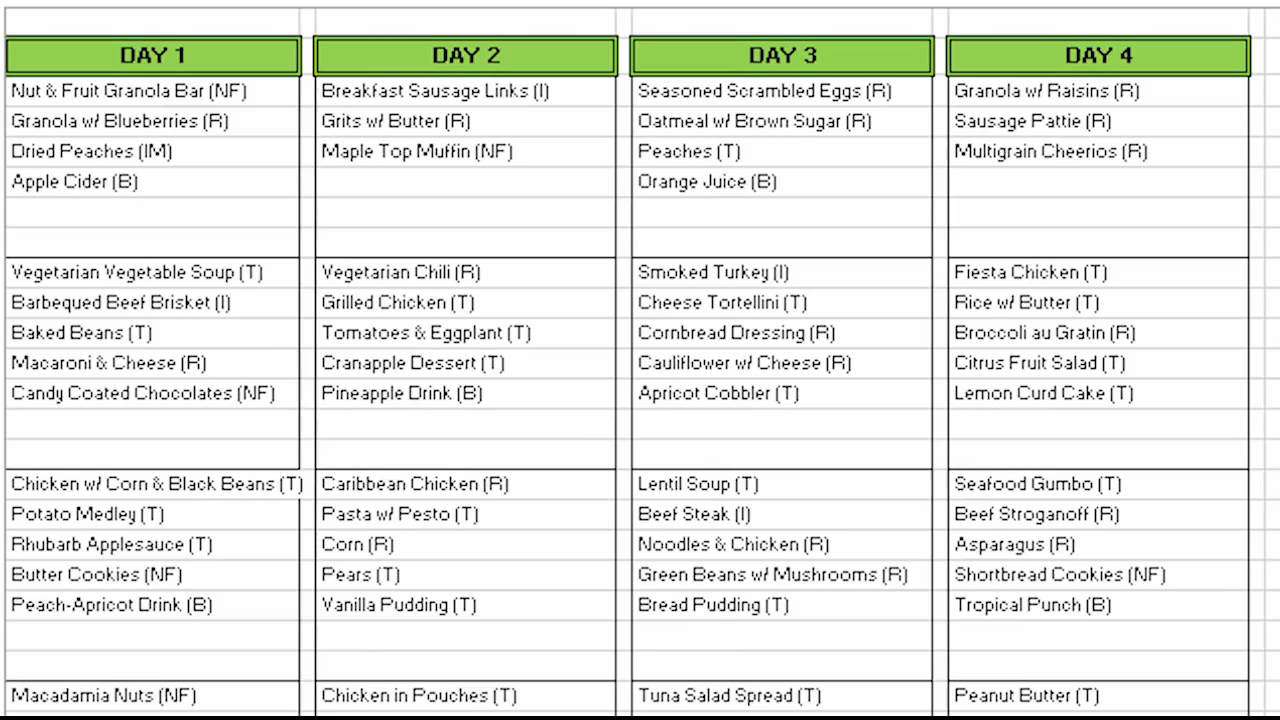 DAY 1
Nut & Fruit Granola Bar (NF)
Granola w/ Blueberries (R)
Dried Peaches (IM)
Apple Cider (B)
Vegetarian Vegetable Soup (T)
Barbequed Beef Brisket (I)
Baked Beans (T)
Macaroni & Cheese (R)
Candy Coated Chocolates (NF)
Chicken w/ Corn & Black Beans (T)
Potato Medley (T)
Rhubarb Applesauce (T)
Butter Cookies (NF)
Peach-Apricot Drink (B)
Macadamia Nuts (NF)
DAY 2
Breakfast Sausage Links (I)
Grits w/ Butter (R)
Maple Top Muffin (NF)
Vegetarian Chili (R)
Grilled Chicken (T)
Tomatoes & Eggplant (T)
Cranapple Dessert (T)
Pineapple Drink (B)
Caribbean Chicken (R)
Pasta w/ Pesto (T)
Corn (R)
Pears (T)
Vanilla Pudding (T)
Chicken in Pouches (T)
DAY 3
Seasoned Scrambled Eggs (R)
Oatmeal w/ Brown Sugar (R)
Peaches (T)
Orange Juice (B)
Smoked Turkey (I)
Cheese Tortellini (T)
Cornbread Dressing (R)
Cauliflower w/ Cheese (R)
Apricot Cobbler (T)
Lentil Soup (T)
Beef Steak (I)
Noodles & Chicken (R)
Green Beans w/ Mushrooms (R)
Bread Pudding (T)
Tuna Salad Spread (T)
DAY 4
Granola w/ Raisins (R)
Sausage Pattie (R)
Multigrain Cheerios (R)
Fiesta Chicken (T)
Rice w/ Butter (T)
Broccoli au Gratin (R)
Citrus Fruit Salad (T)
Lemon Curd Cake (T)
Seafood Gumbo (T)
Beef Stroganoff (R)
Asparagus (R)
Shortbread Cookies (NF)
Tropical Punch (B)
Peanut Butter (T)